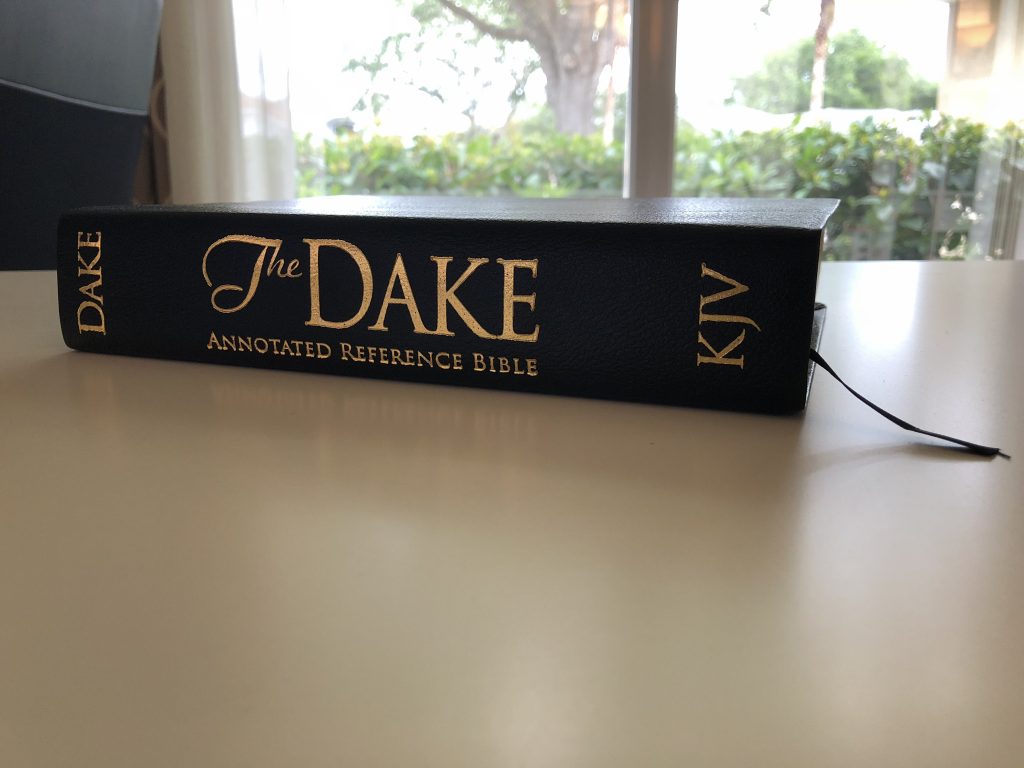 DAKE
The DAKE
ANNOTATED REFERENCE BIBLE
KJV